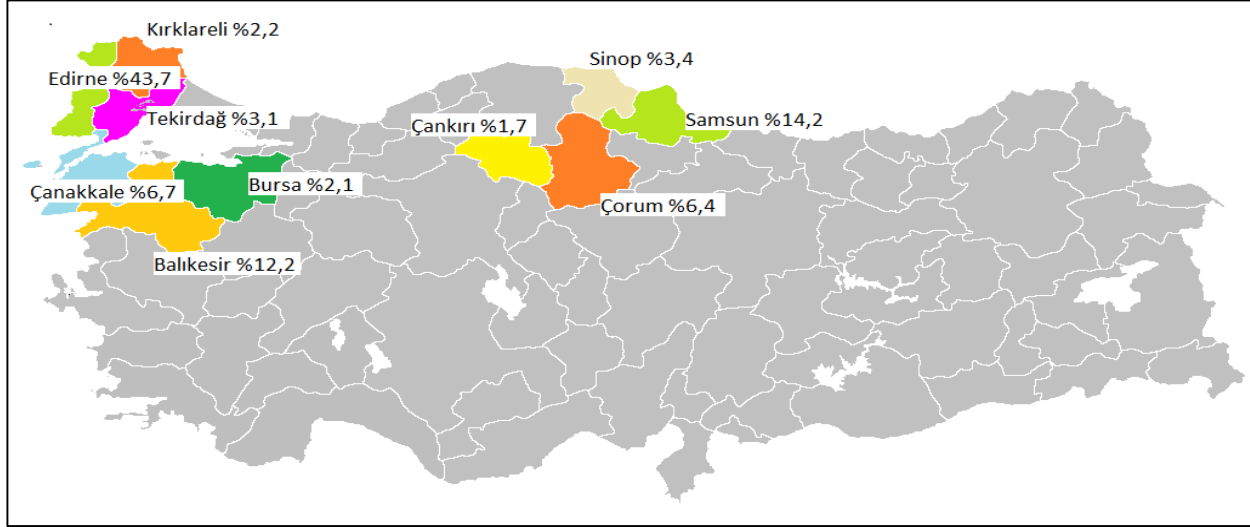 Kırklareli %2,2
Sinop %3,4
Edirne %43,7
Tekirdağ %3,1
Çankırı %1,7
Samsun %14,2
Çanakkale %6,7
Bursa %2,1
Çorum %6,4
Balıkesir %12,2